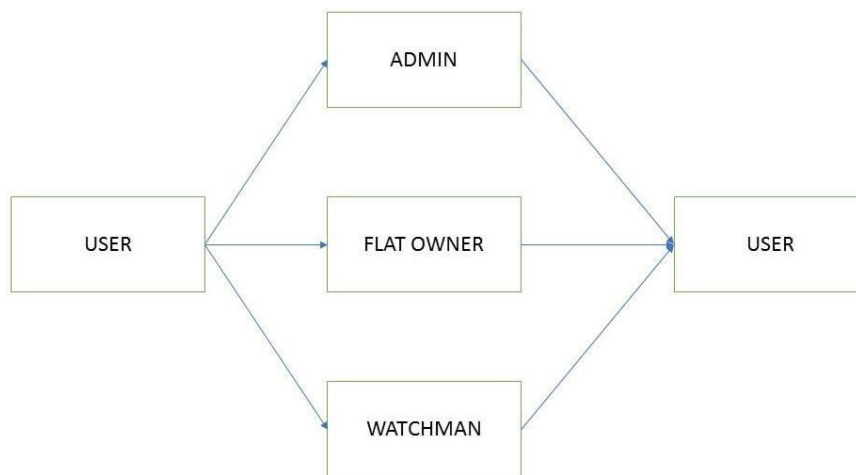 ADMIN
USER
FLAT OWNER
USER
WATCHMAN